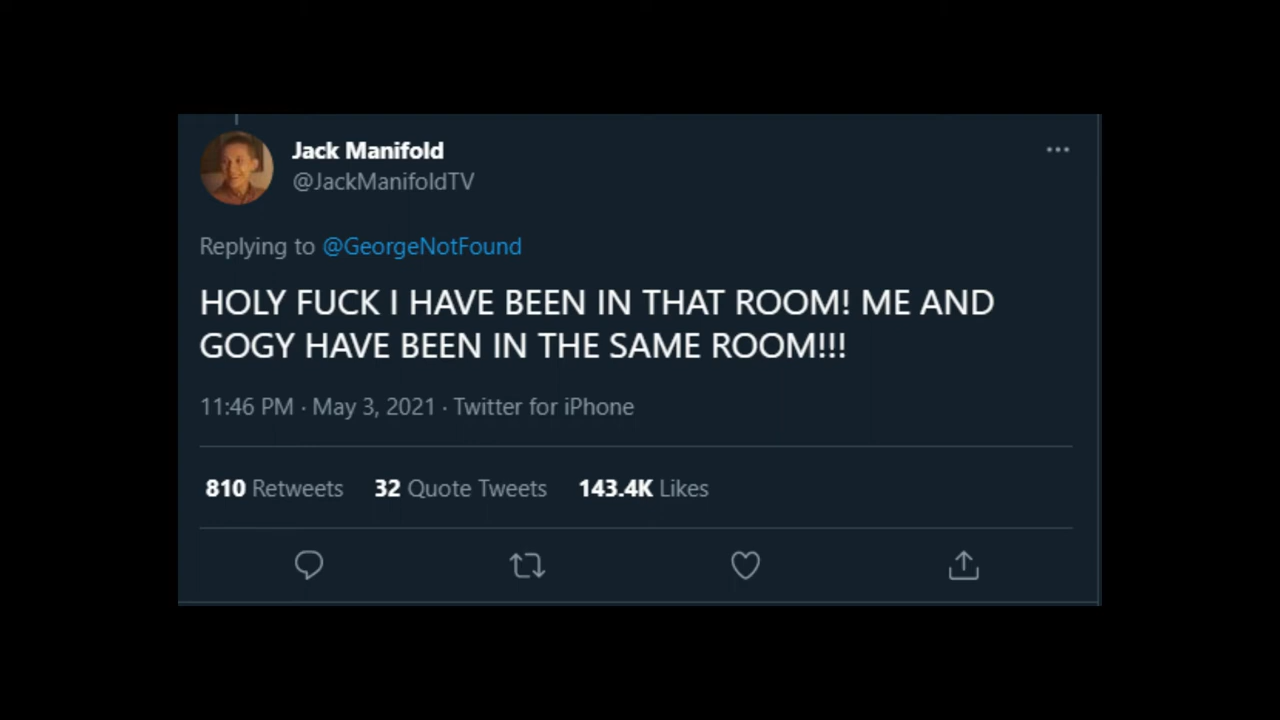 Jack Manifold
@JackManifoldTV
Replying to @GeorgeNotFound
HOLY FUCK I HAVE BEEN IN THAT ROOM! ME AND
GOGY HAVE BEEN IN THE SAME ROOM!!!
11:46 PM · May 3, 2021 · Twitter for iPhone
810 Retweets 32 Quote Tweets 143.4K Likes